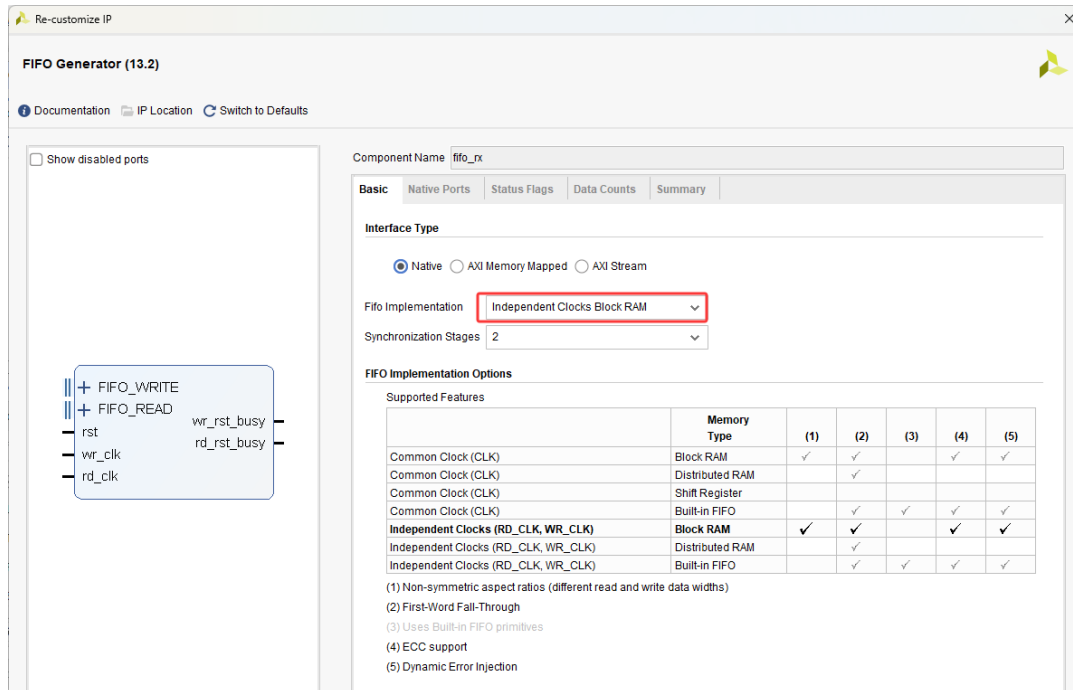 Re-customize IP
FIFO Generator (13.2)
Documentation IP Location Switch to Defaults
Show disabled ports
FIFO_WRITE
FIFO_READ
rst
wr_clk
rd_clk
wr_rst_busy
rd_rst_busy
Component Name fifo_rx
Basic Native Ports Status Flags Data Counts Summary
Interface Type
Native AXI Memory Mapped AXI Stream
Fifo Implementation Independent Clocks Block RAM
Synchronization Stages 2
FIFO Implementation Options
Supported Features
Memory Type (1) (2) (3) (4) (5)
Common Clock (CLK) Block RAM ✓ ✓ ✓ ✓
Common Clock (CLK) Distributed RAM ✓
Common Clock (CLK) Shift Register
Common Clock (CLK) Built-in FIFO ✓ ✓ ✓ ✓
Independent Clocks (RD_CLK, WR_CLK) Block RAM ✓ ✓ ✓ ✓
Independent Clocks (RD_CLK, WR_CLK) Distributed RAM ✓
Independent Clocks (RD_CLK, WR_CLK) Built-in FIFO ✓ ✓ ✓ ✓
(1) Non-symmetric aspect ratios (different read and write data widths)
(2) First-Word Fall-Through
(3) Uses Built-in FIFO primitives
(4) ECC support
(5) Dynamic Error Injection